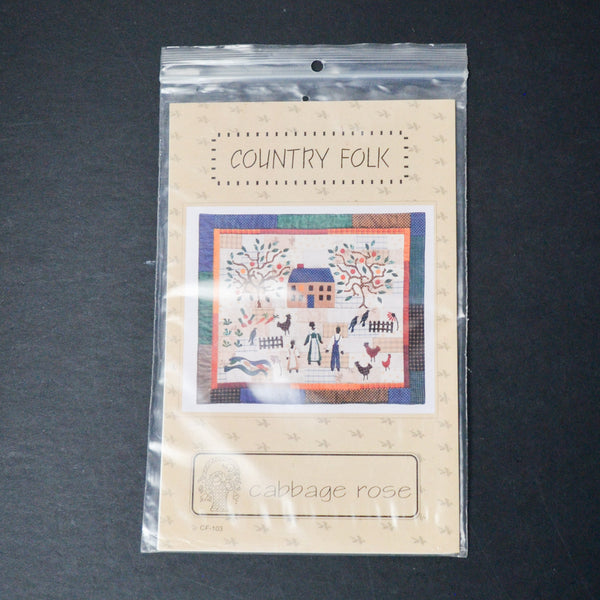 COUNTRY FOLK
cabbage rose
CF-103